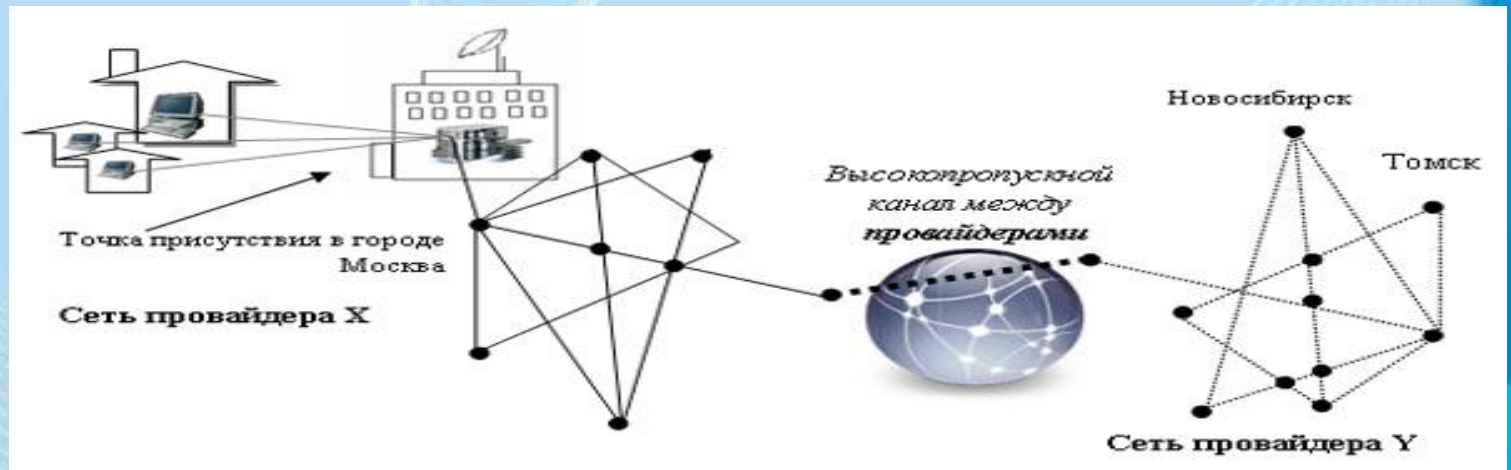 Точка присутствия в городе
Москва
Сеть провайдера X
Высокопропускной
канал между
провайдерами
Новосибирск
Томск
Сеть провайдера Y